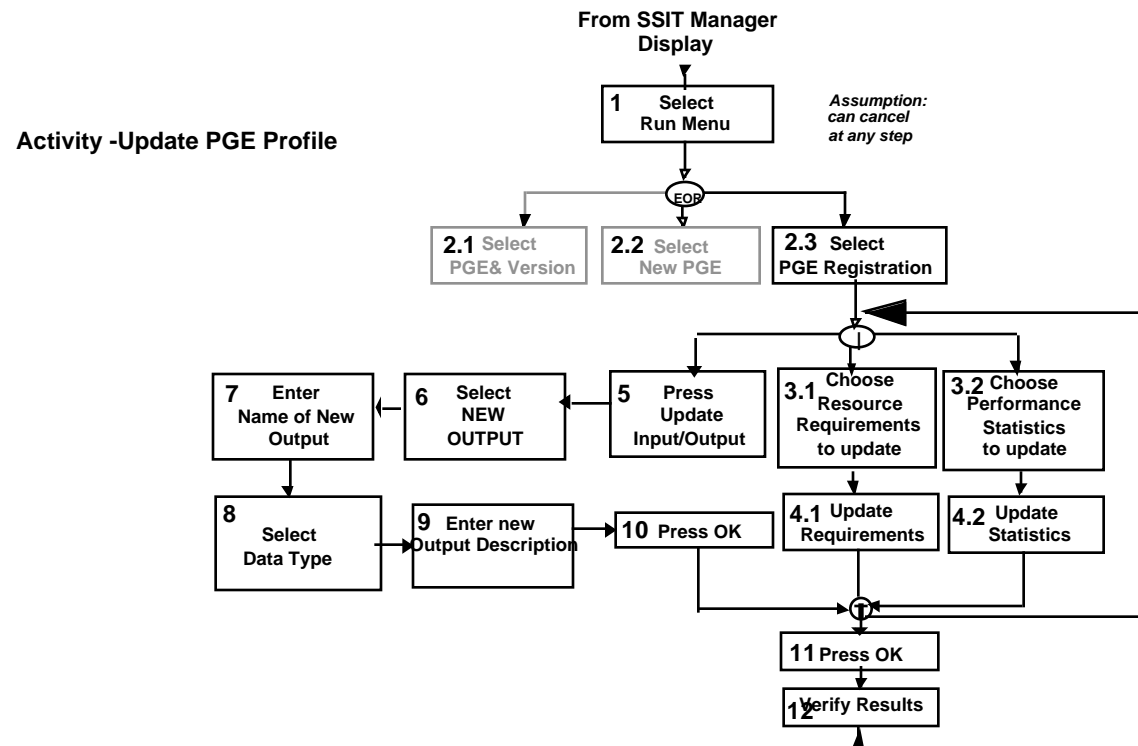 From SSIT Manager
Display
1 Select
Run Menu
Assumption:
can cancel
at any step
Activity -Update PGE Profile
EOR
2.1 Select
PGE& Version
2.2 Select
New PGE
2.3 Select
PGE Registration
I
7 Enter
Name of New
Output
6 Select
NEW
OUTPUT
5 Press
Update
Input/Output
3.1 Choose
Resource
Requirements
to update
3.2 Choose
Performance
Statistics
to update
8
Select
Data Type
9 Enter new
Output Description
10 Press OK
4.1 Update
Requirements
4.2 Update
Statistics
11 Press OK
12 Verify Results